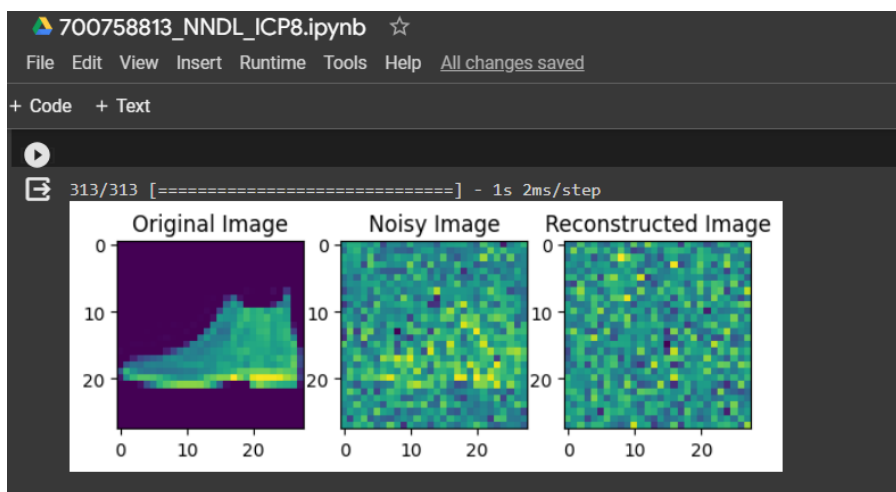 700758813_NNDL_ICP8.ipynb
File Edit View Insert Runtime Tools Help All changes saved
+ Code + Text
313/313 [==============================] - 1s 2ms/step
Original Image Noisy Image Reconstructed Image
0 0 0
10 10 10
20 20 20
0 10 20 0 10 20 0 10 20